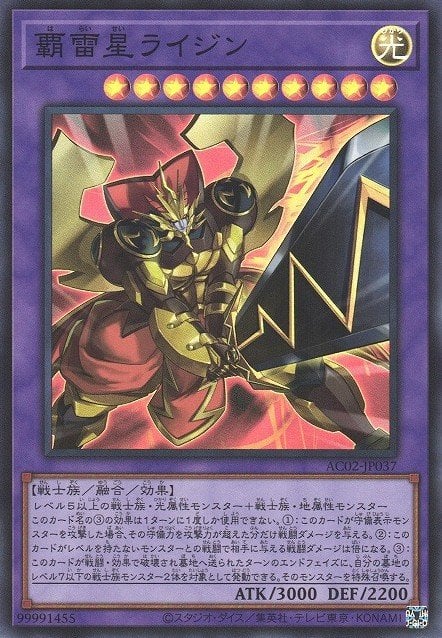 覇雷星ライジン
光
AC02-JP037
【戦士族/融合/効果】
レベル5以上の戦士族・光属性モンスター+戦士族・地属性モンスター
このカード名の③の効果は1ターンに1度しか使用できない。①:このカードが守備表示モン
スターを攻撃した場合、その守備力を攻撃力が超えた分だけ戦闘ダメージを与える。②:この
カードがレベルを持たないモンスターとの戦闘で相手に与える戦闘ダメージは倍になる。③
このカードが戦闘・効果で破壊され墓地へ送られたターンのエンドフェイズに、自分の墓地の
レベル7以下の戦士族モンスター2体を対象として発動できる。そのモンスターを特殊召喚する。
ATK/3000 DEF/2200
99991455
©スタジオ・ダイス/集英社・テレビ東京・KONAMI